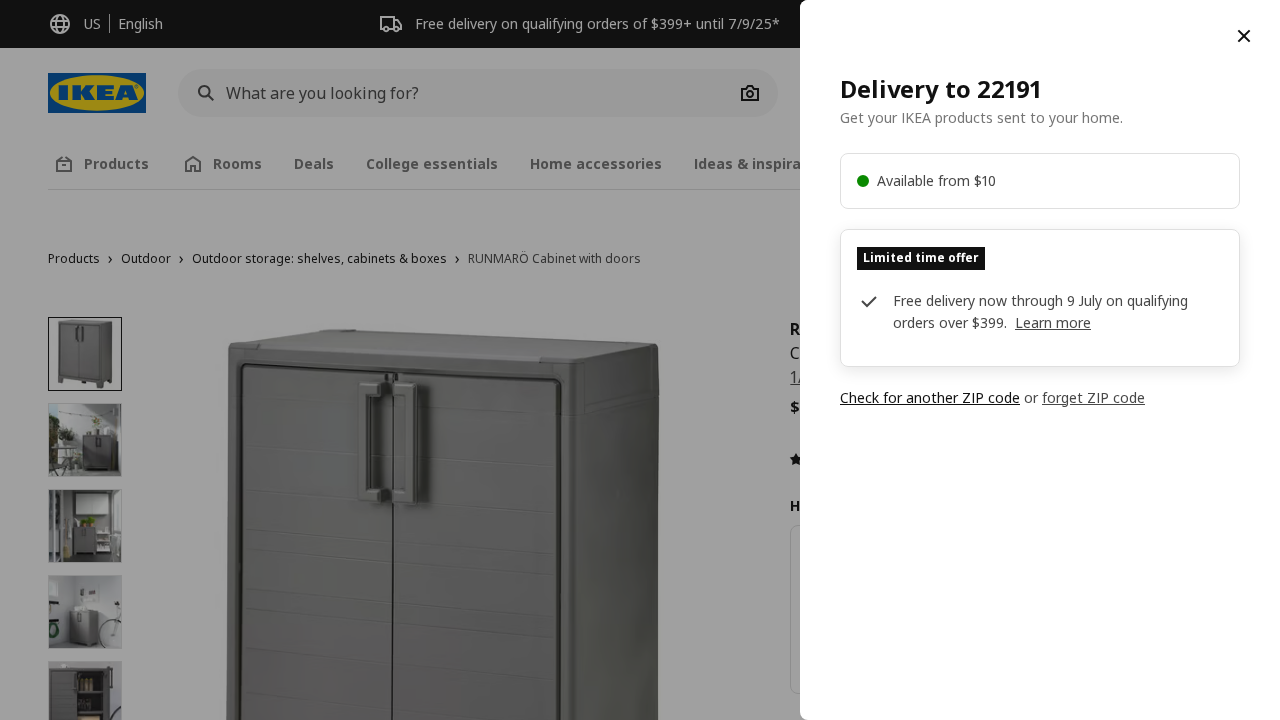 US English
Free delivery on qualifying orders of $399+ until 7/9/25*
IKEA
What are you looking for?
Products Rooms Deals College essentials Home accessories Ideas & inspira
Products › Outdoor › Outdoor storage: shelves, cabinets & boxes › RUNMARÖ Cabinet with doors
R
C
1/
$
H
Delivery to 22191
Get your IKEA products sent to your home.
Available from $10
Limited time offer
Free delivery now through 9 July on qualifying
orders over $399. Learn more
Check for another ZIP code or forget ZIP code